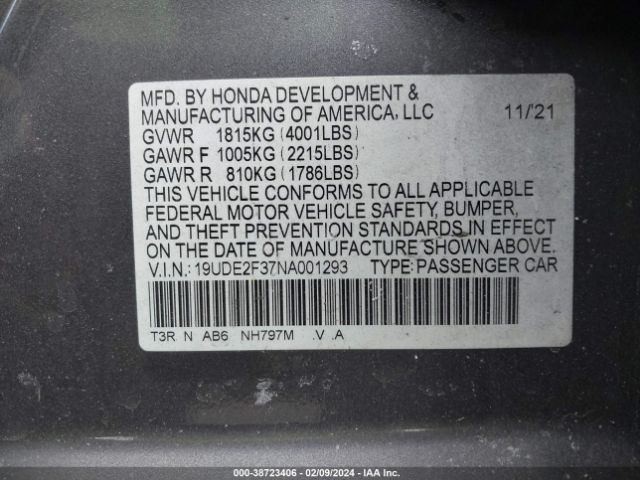 MFD. BY HONDA DEVELOPMENT &
MANUFACTURING OF AMERICA, LLC 11/21
GVWR 1815KG (4001LBS)
GAWR F 1005KG (2215LBS)
GAWR R 810KG (1786LBS)
THIS VEHICLE CONFORMS TO ALL APPLICABLE
FEDERAL MOTOR VEHICLE SAFETY, BUMPER,
AND THEFT PREVENTION STANDARDS IN EFFECT
ON THE DATE OF MANUFACTURE SHOWN ABOVE.
V.I.N.: 19UDE2F37NA001293 TYPE: PASSENGER CAR
T3R N AB6 NH797M .V .A
000-38723406 - 02/09/2024 - IAA Inc.